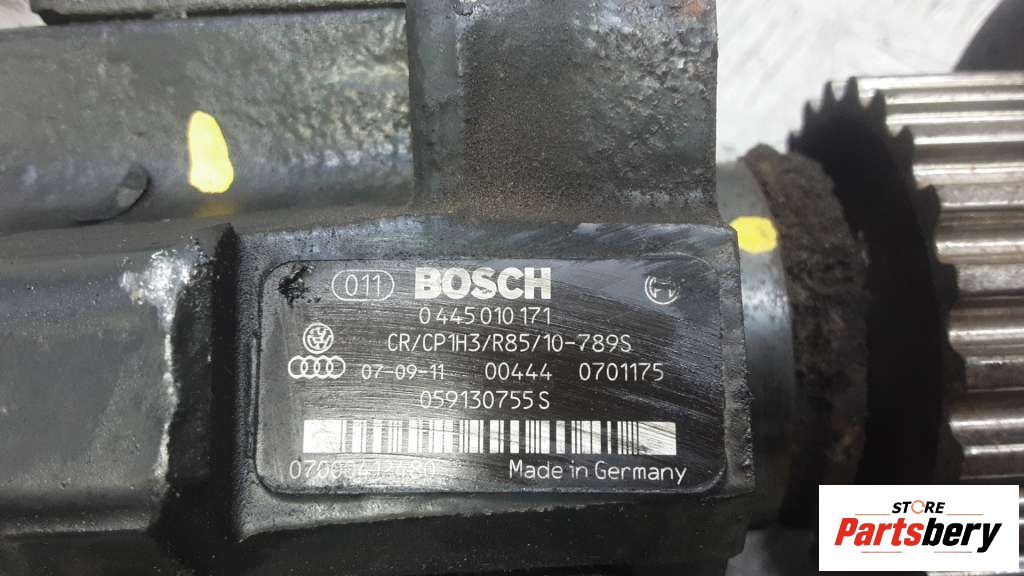 011 BOSCH
0 445 010 171
CR/CP1H3/R85/10-789S
07-09-11 00444 0701175
059130755S
Made in Germany
STORE
Partsbery